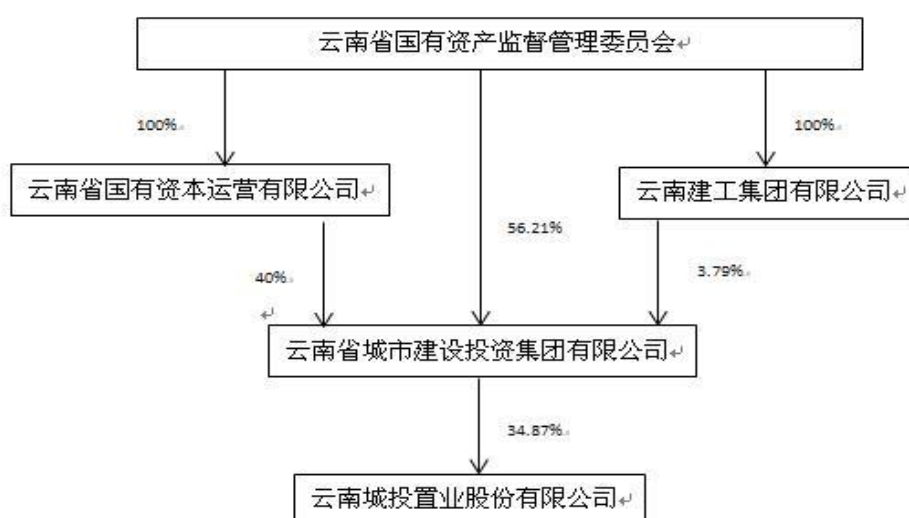 云南省国有资产监督管理委员会
100%
100%
云南省国有资本运营有限公司
云南建工集团有限公司
56.21%
40%
3.79%
云南省城市建设投资集团有限公司
34.87%
云南城投置业股份有限公司